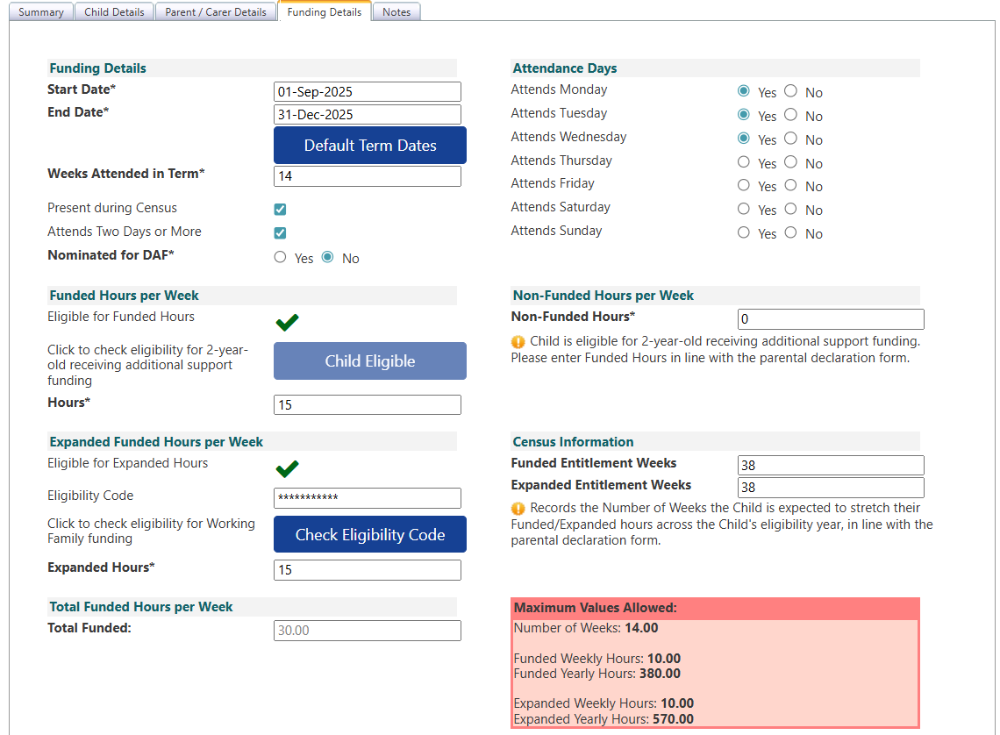 Summary
Child Details
Parent / Carer Details
Funding Details
Notes
Funding Details
Start Date*
01-Sep-2025
End Date*
31-Dec-2025
Default Term Dates
Weeks Attended in Term*
14
Present during Census
Attends Two Days or More
Nominated for DAF*
Yes No
Attendance Days
Attends Monday
Yes No
Attends Tuesday
Yes No
Attends Wednesday
Yes No
Attends Thursday
Yes No
Attends Friday
Yes No
Attends Saturday
Yes No
Attends Sunday
Yes No
Funded Hours per Week
Eligible for Funded Hours
Click to check eligibility for 2-year-
old receiving additional support
funding
Child Eligible
Hours*
15
Non-Funded Hours per Week
Non-Funded Hours*
0
Child is eligible for 2-year-old receiving additional support funding.
Please enter Funded Hours in line with the parental declaration form.
Expanded Funded Hours per Week
Eligible for Expanded Hours
Eligibility Code
***********
Click to check eligibility for Working
Family funding
Check Eligibility Code
Expanded Hours*
15
Census Information
Funded Entitlement Weeks
38
Expanded Entitlement Weeks
38
Records the Number of Weeks the Child is expected to stretch their
Funded/Expanded hours across the Child's eligibility year, in line with the
parental declaration form.
Total Funded Hours per Week
Total Funded:
30.00
Maximum Values Allowed:
Number of Weeks: 14.00
Funded Weekly Hours: 10.00
Funded Yearly Hours: 380.00
Expanded Weekly Hours: 10.00
Expanded Yearly Hours: 570.00